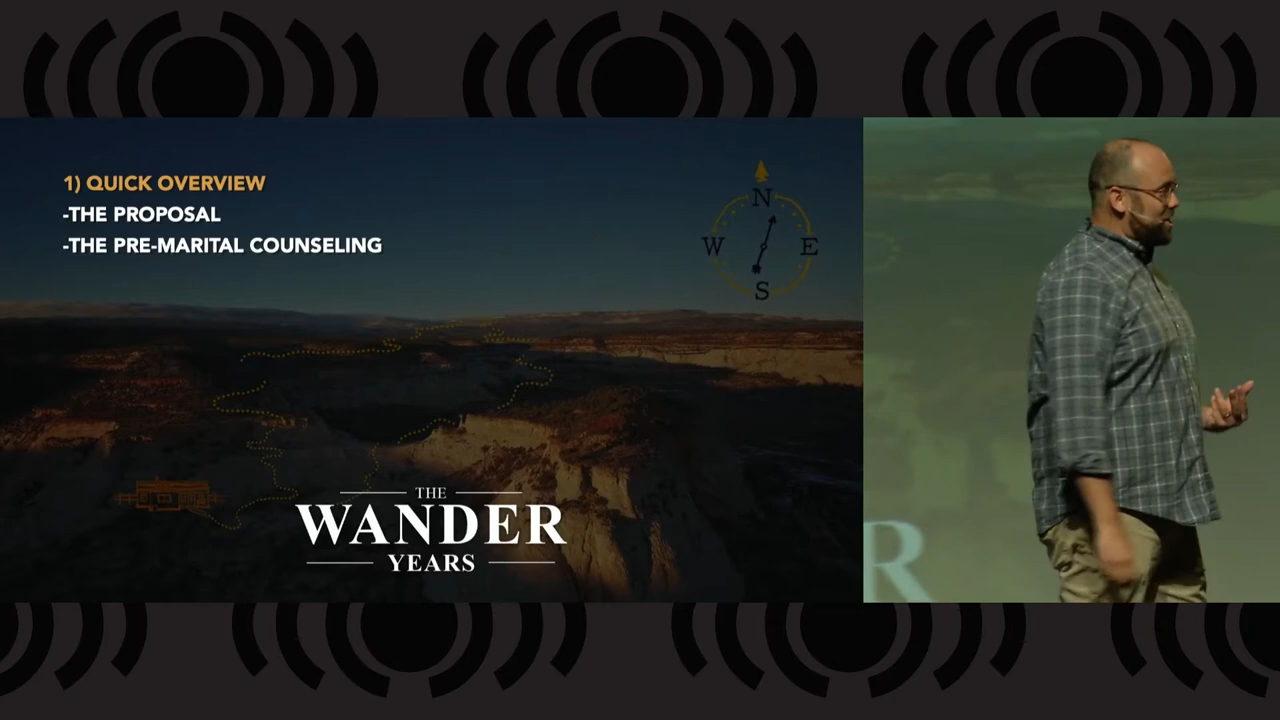 1) QUICK OVERVIEW
-THE PROPOSAL
-THE PRE-MARITAL COUNSELING
N
W E
S
THE
WANDER
YEARS
R